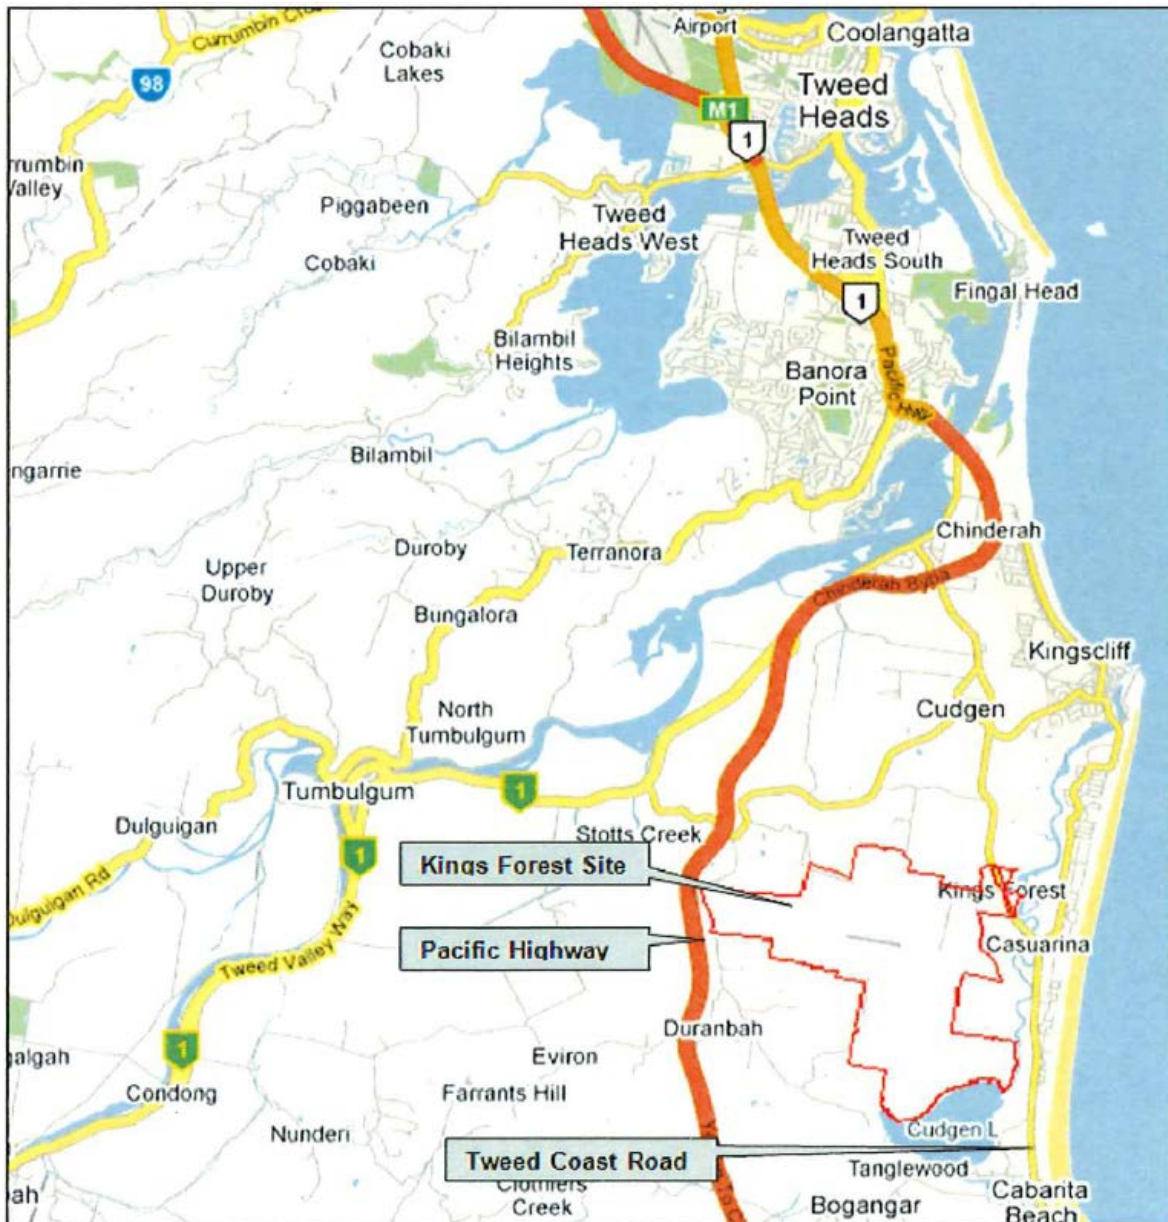 Airport
Coolangatta
Currumbin Cre
Cobaki
Lakes
98
Tweed
Heads
M1
1
rrumbin
Valley
Piggabeen
Tweed
Heads West
Tweed
Heads South
Cobaki
1
Fingal Head
Bilambil
Heights
Pacific Hwy
Banora
Point
ngarrie
Bilambil
Chinderah
Duroby
Terranora
Upper
Duroby
Chinderah Bypa
Bungalora
Kingscliff
North
Tumbulgum
Cudgen
Tumbulgum
1
Dulguigan
Stotts Creek
Kings Forest Site
1
Kings Forest
Dulguigan Rd
Tweed Valley Way
Pacific Highway
Casuarina
Duranbah
1
galgah
Eviron
Condong
Farrants Hill
Nunderi
Cudgen L
Tweed Coast Road
Tanglewood
Clothiers
Creek
Bogangar
Cabarita
Beach
bah